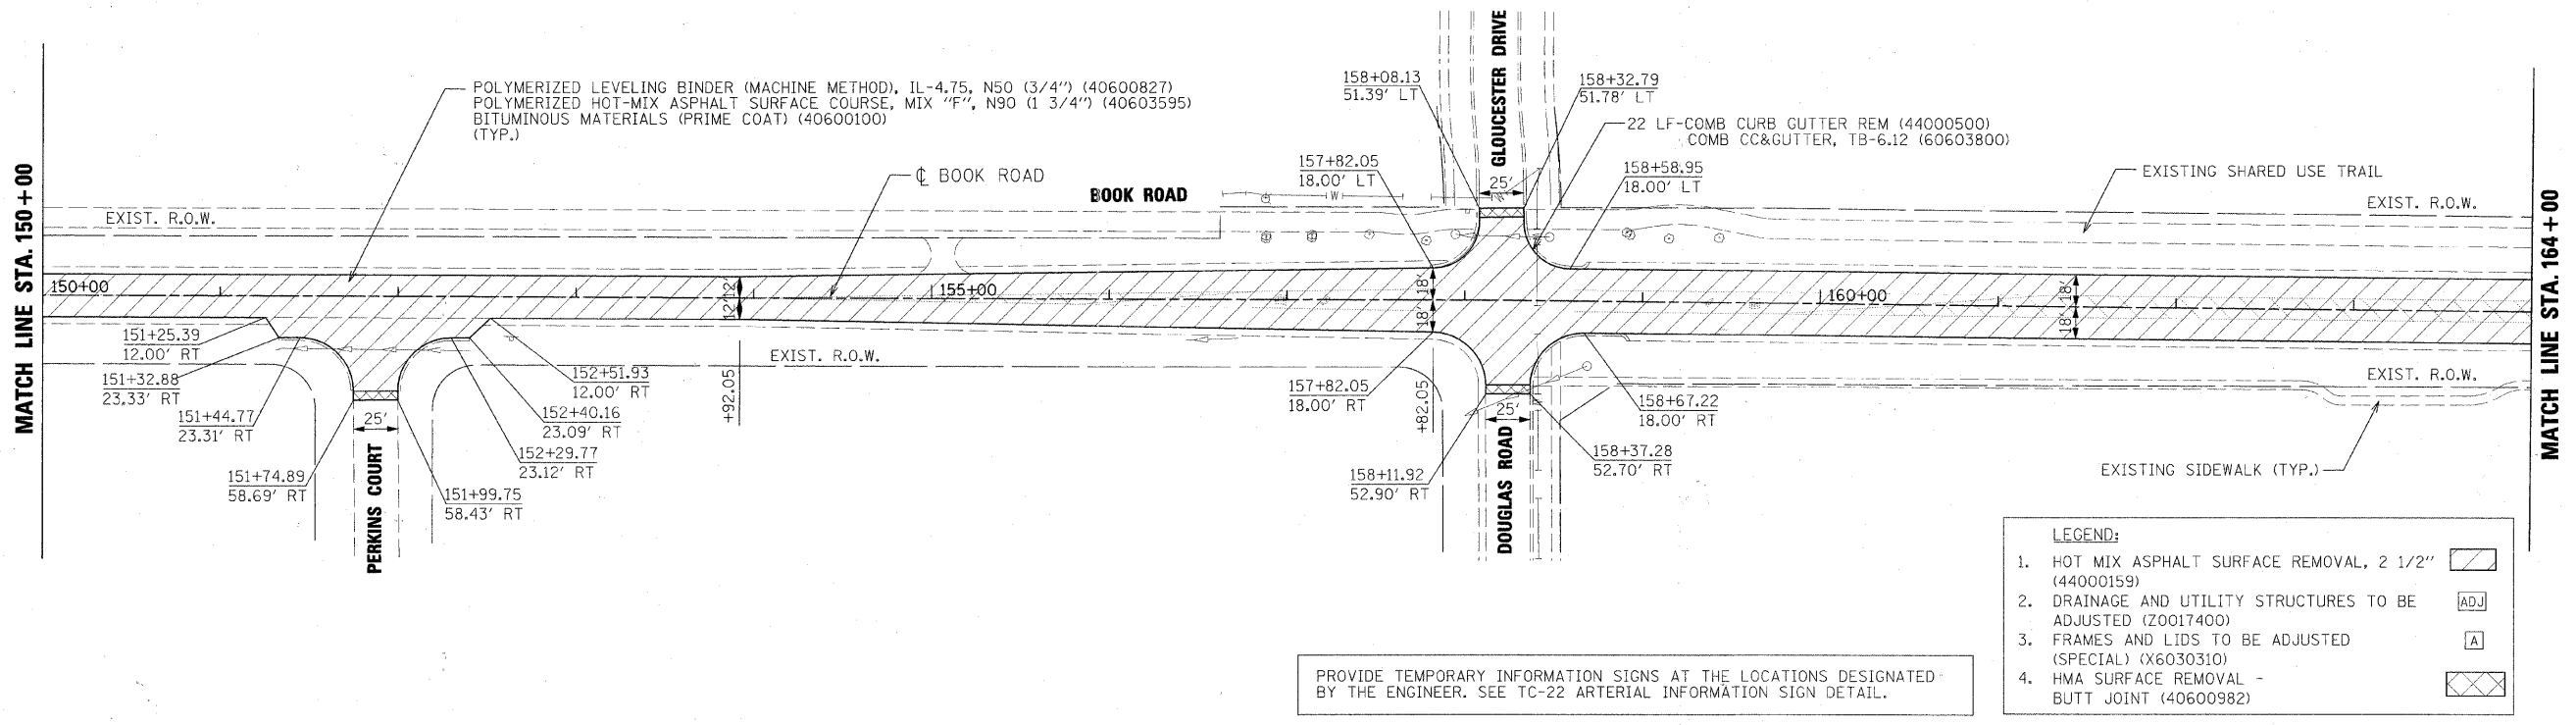 MATCH LINE STA. 150+00
POLYMERIZED LEVELING BINDER (MACHINE METHOD), IL-4.75, N50 (3/4") (40600827)
POLYMERIZED HOT-MIX ASPHALT SURFACE COURSE, MIX "F", N90 (1 3/4") (40603595)
BITUMINOUS MATERIALS (PRIME COAT) (40600100)
(TYP.)
℄ BOOK ROAD
BOOK ROAD
EXIST. R.O.W.
158+08.13
51.39' LT
GLOUCESTER DRIVE
158+32.79
51.78' LT
22 LF-COMB CURB GUTTER REM (44000500)
COMB CC&GUTTER, TB-6.12 (60603800)
157+82.05
18.00' LT
25'
158+58.95
18.00' LT
W
EXISTING SHARED USE TRAIL
EXIST. R.O.W.
MATCH LINE STA. 164+00
150+00
12'
12'
155+00
18'
18'
160+00
18'
18'
151+25.39
12.00' RT
151+32.88
23.33' RT
151+44.77
23.31' RT
151+74.89
58.69' RT
25'
PERKINS COURT
151+99.75
58.43' RT
152+29.77
23.12' RT
152+40.16
23.09' RT
152+51.93
12.00' RT
+92.05
EXIST. R.O.W.
157+82.05
18.00' RT
+82.05
158+11.92
52.90' RT
25'
DOUGLAS ROAD
158+37.28
52.70' RT
158+67.22
18.00' RT
EXIST. R.O.W.
EXISTING SIDEWALK (TYP.)
LEGEND:
1. HOT MIX ASPHALT SURFACE REMOVAL, 2 1/2"
(44000159)
2. DRAINAGE AND UTILITY STRUCTURES TO BE ADJ
ADJUSTED (Z0017400)
3. FRAMES AND LIDS TO BE ADJUSTED A
(SPECIAL) (X6030310)
4. HMA SURFACE REMOVAL -
BUTT JOINT (40600982)
PROVIDE TEMPORARY INFORMATION SIGNS AT THE LOCATIONS DESIGNATED
BY THE ENGINEER. SEE TC-22 ARTERIAL INFORMATION SIGN DETAIL.